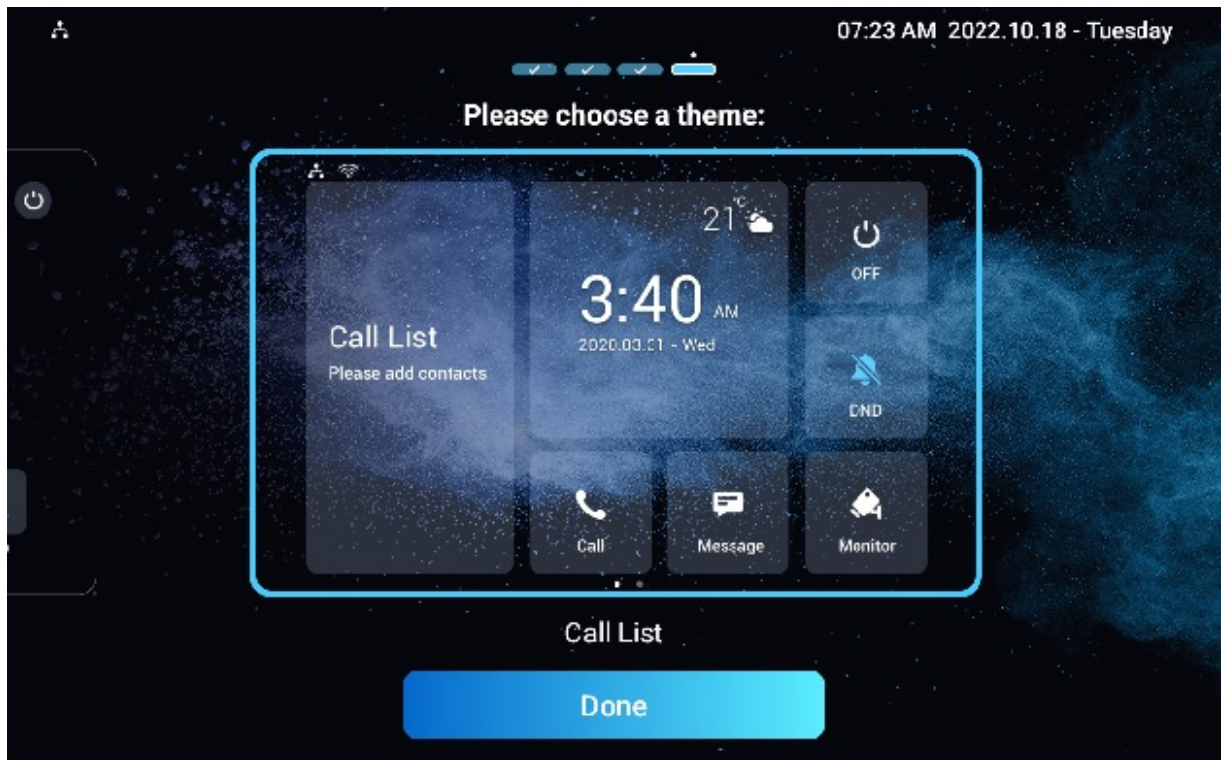 07:23 AM 2022.10.18 - Tuesday
Please choose a theme:
21°C
OFF
3:40 AM
2020.03.01 - Wed
Call List
Please add contacts
DND
Call
Message
Monitor
Call List
Done